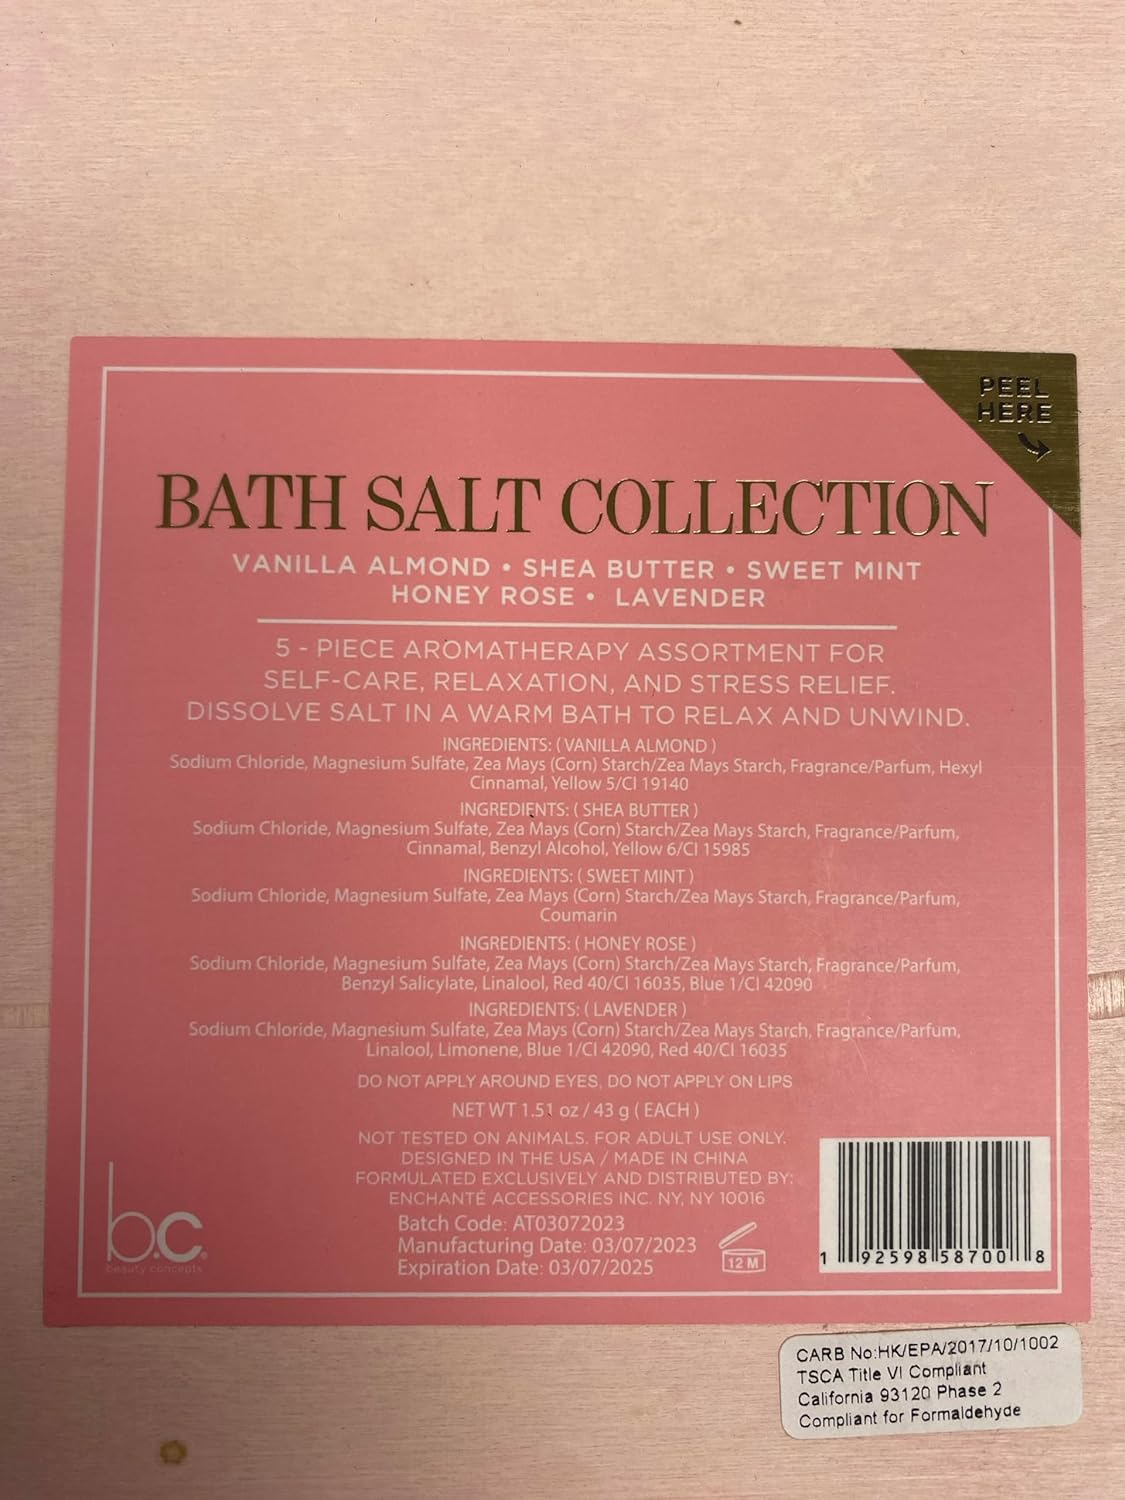 PEEL
HERE
BATH SALT COLLECTION
VANILLA ALMOND • SHEA BUTTER • SWEET MINT
HONEY ROSE • LAVENDER
5 - PIECE AROMATHERAPY ASSORTMENT FOR
SELF-CARE, RELAXATION, AND STRESS RELIEF.
DISSOLVE SALT IN A WARM BATH TO RELAX AND UNWIND.
INGREDIENTS: ( VANILLA ALMOND )
Sodium Chloride, Magnesium Sulfate, Zea Mays (Corn) Starch/Zea Mays Starch, Fragrance/Parfum, Hexyl
Cinnamal, Yellow 5/CI 19140
INGREDIENTS: ( SHEA BUTTER )
Sodium Chloride, Magnesium Sulfate, Zea Mays (Corn) Starch/Zea Mays Starch, Fragrance/Parfum,
Cinnamal, Benzyl Alcohol, Yellow 6/CI 15985
INGREDIENTS: ( SWEET MINT )
Sodium Chloride, Magnesium Sulfate, Zea Mays (Corn) Starch/Zea Mays Starch, Fragrance/Parfum,
Coumarin
INGREDIENTS: ( HONEY ROSE )
Sodium Chloride, Magnesium Sulfate, Zea Mays (Corn) Starch/Zea Mays Starch, Fragrance/Parfum,
Benzyl Salicylate, Linalool, Red 40/CI 16035, Blue 1/CI 42090
INGREDIENTS: ( LAVENDER )
Sodium Chloride, Magnesium Sulfate, Zea Mays (Corn) Starch/Zea Mays Starch, Fragrance/Parfum,
Linalool, Limonene, Blue 1/CI 42090, Red 40/CI 16035
DO NOT APPLY AROUND EYES, DO NOT APPLY ON LIPS
NET WT 1.51 oz / 43 g ( EACH )
NOT TESTED ON ANIMALS. FOR ADULT USE ONLY.
DESIGNED IN THE USA / MADE IN CHINA
FORMULATED EXCLUSIVELY AND DISTRIBUTED BY:
ENCHANTÉ ACCESSORIES INC. NY, NY 10016
Batch Code: AT03072023
Manufacturing Date: 03/07/2023
Expiration Date: 03/07/2025
12 M
b.c.®
beauty concepts
1 92598 58700 8
CARB No:HK/EPA/2017/10/1002
TSCA Title VI Compliant
California 93120 Phase 2
Compliant for Formaldehyde